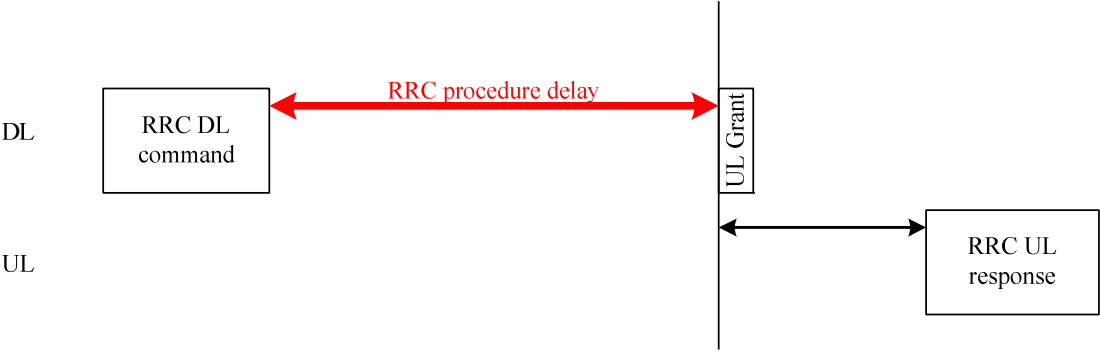 RRC procedure delay
DL
RRC DL
command
UL Grant
UL
RRC UL
response